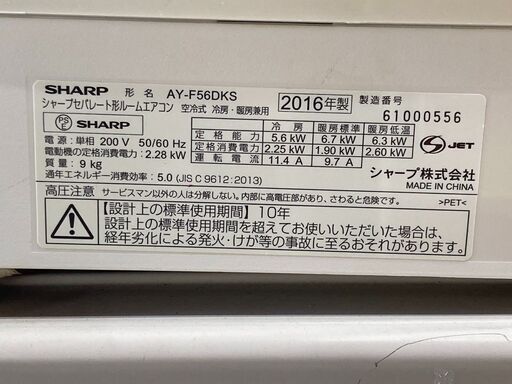 SHARP 形名 AY-F56DKS
シャープセパレート形ルームエアコン 空冷式 冷房・暖房兼用
2016年製
製造番号
61000556
PS E SHARP
電源：単相 200 V 50/60 Hz
電動機の定格消費電力：2.28 kW
質量：9 kg
通年エネルギー消費効率：5.0 (JIS C 9612:2013)
冷房 暖房標準 暖房低温
定格能力 5.6 kW 6.7 kW 6.3 kW
定格消費電力 2.25 kW 1.90 kW 2.60 kW
運転電流 11.4 A 9.7 A
S JET
シャープ株式会社
MADE IN CHINA
高圧注意 サービスマン以外の人は分解しない。内部に高電圧部があり、さわると危険です。
>PET<
【設計上の標準使用期間】10年
設計上の標準使用期間を超えてお使いいただいた場合は、
経年劣化による発火・けが等の事故に至るおそれがあります。